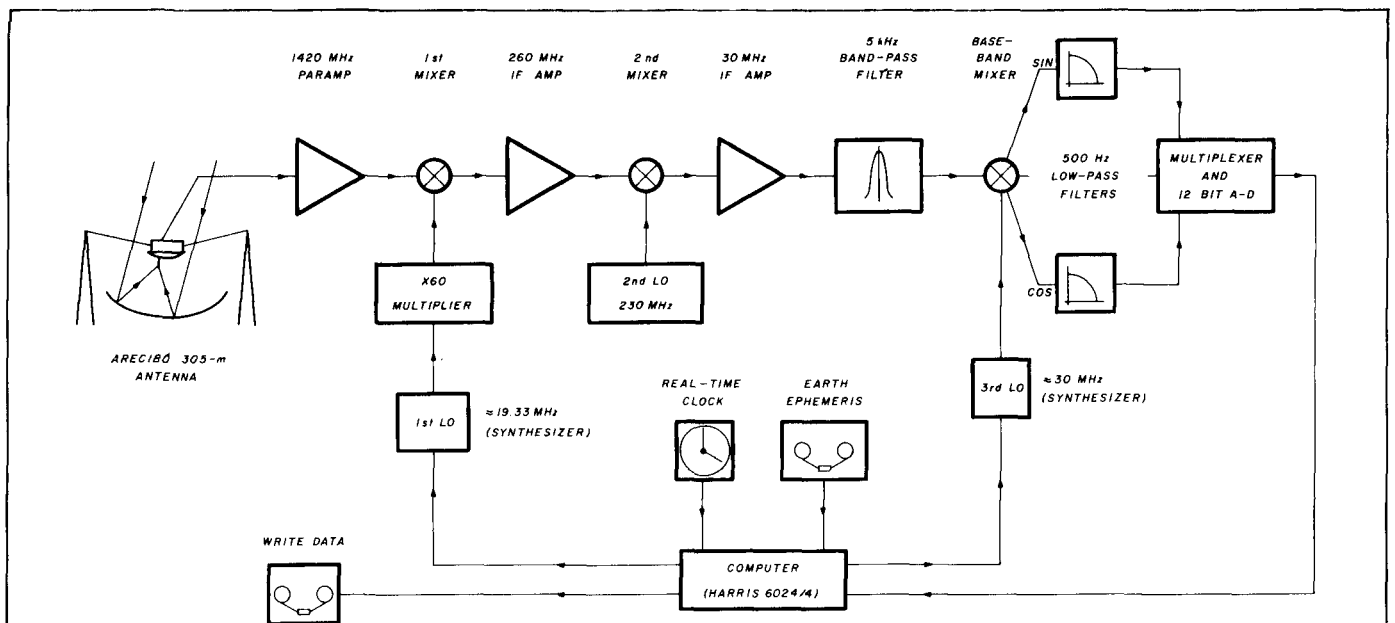 1420 MHz
PARAMP
1st
MIXER
260 MHz
IF AMP
2nd
MIXER
30 MHz
IF AMP
5 kHz
BAND-PASS
FILTER
BASE-
BAND
MIXER
SIN
500 Hz
LOW-PASS
FILTERS
COS
MULTIPLEXER
AND
12 BIT A-D
X60
MULTIPLIER
2nd LO
230 MHz
ARECIBO 305-m
ANTENNA
1st LO
≈19.33 MHz
(SYNTHESIZER)
REAL-TIME
CLOCK
EARTH
EPHEMERIS
3rd LO
≈30 MHz
(SYNTHESIZER)
WRITE DATA
COMPUTER
(HARRIS 6024/4)